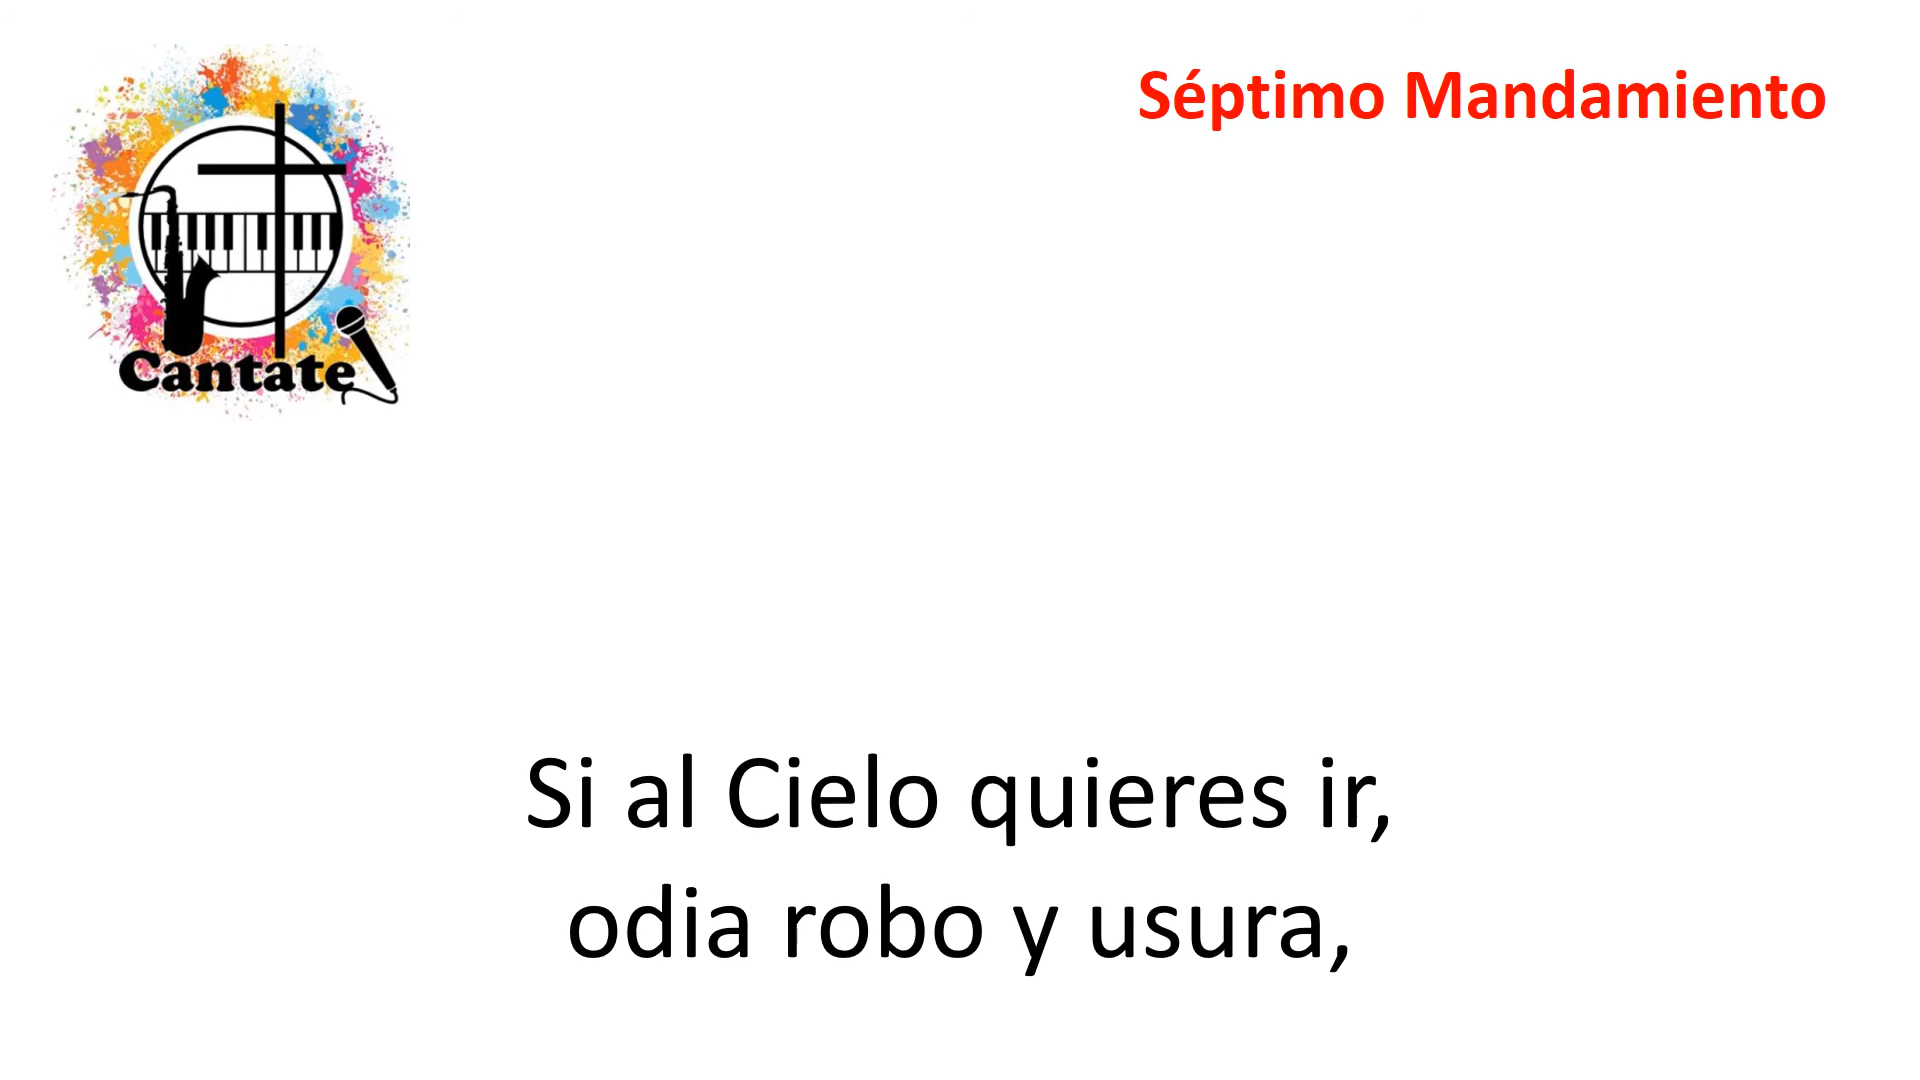 Séptimo Mandamiento
Cantate
Si al Cielo quieres ir,
odia robo y usura,